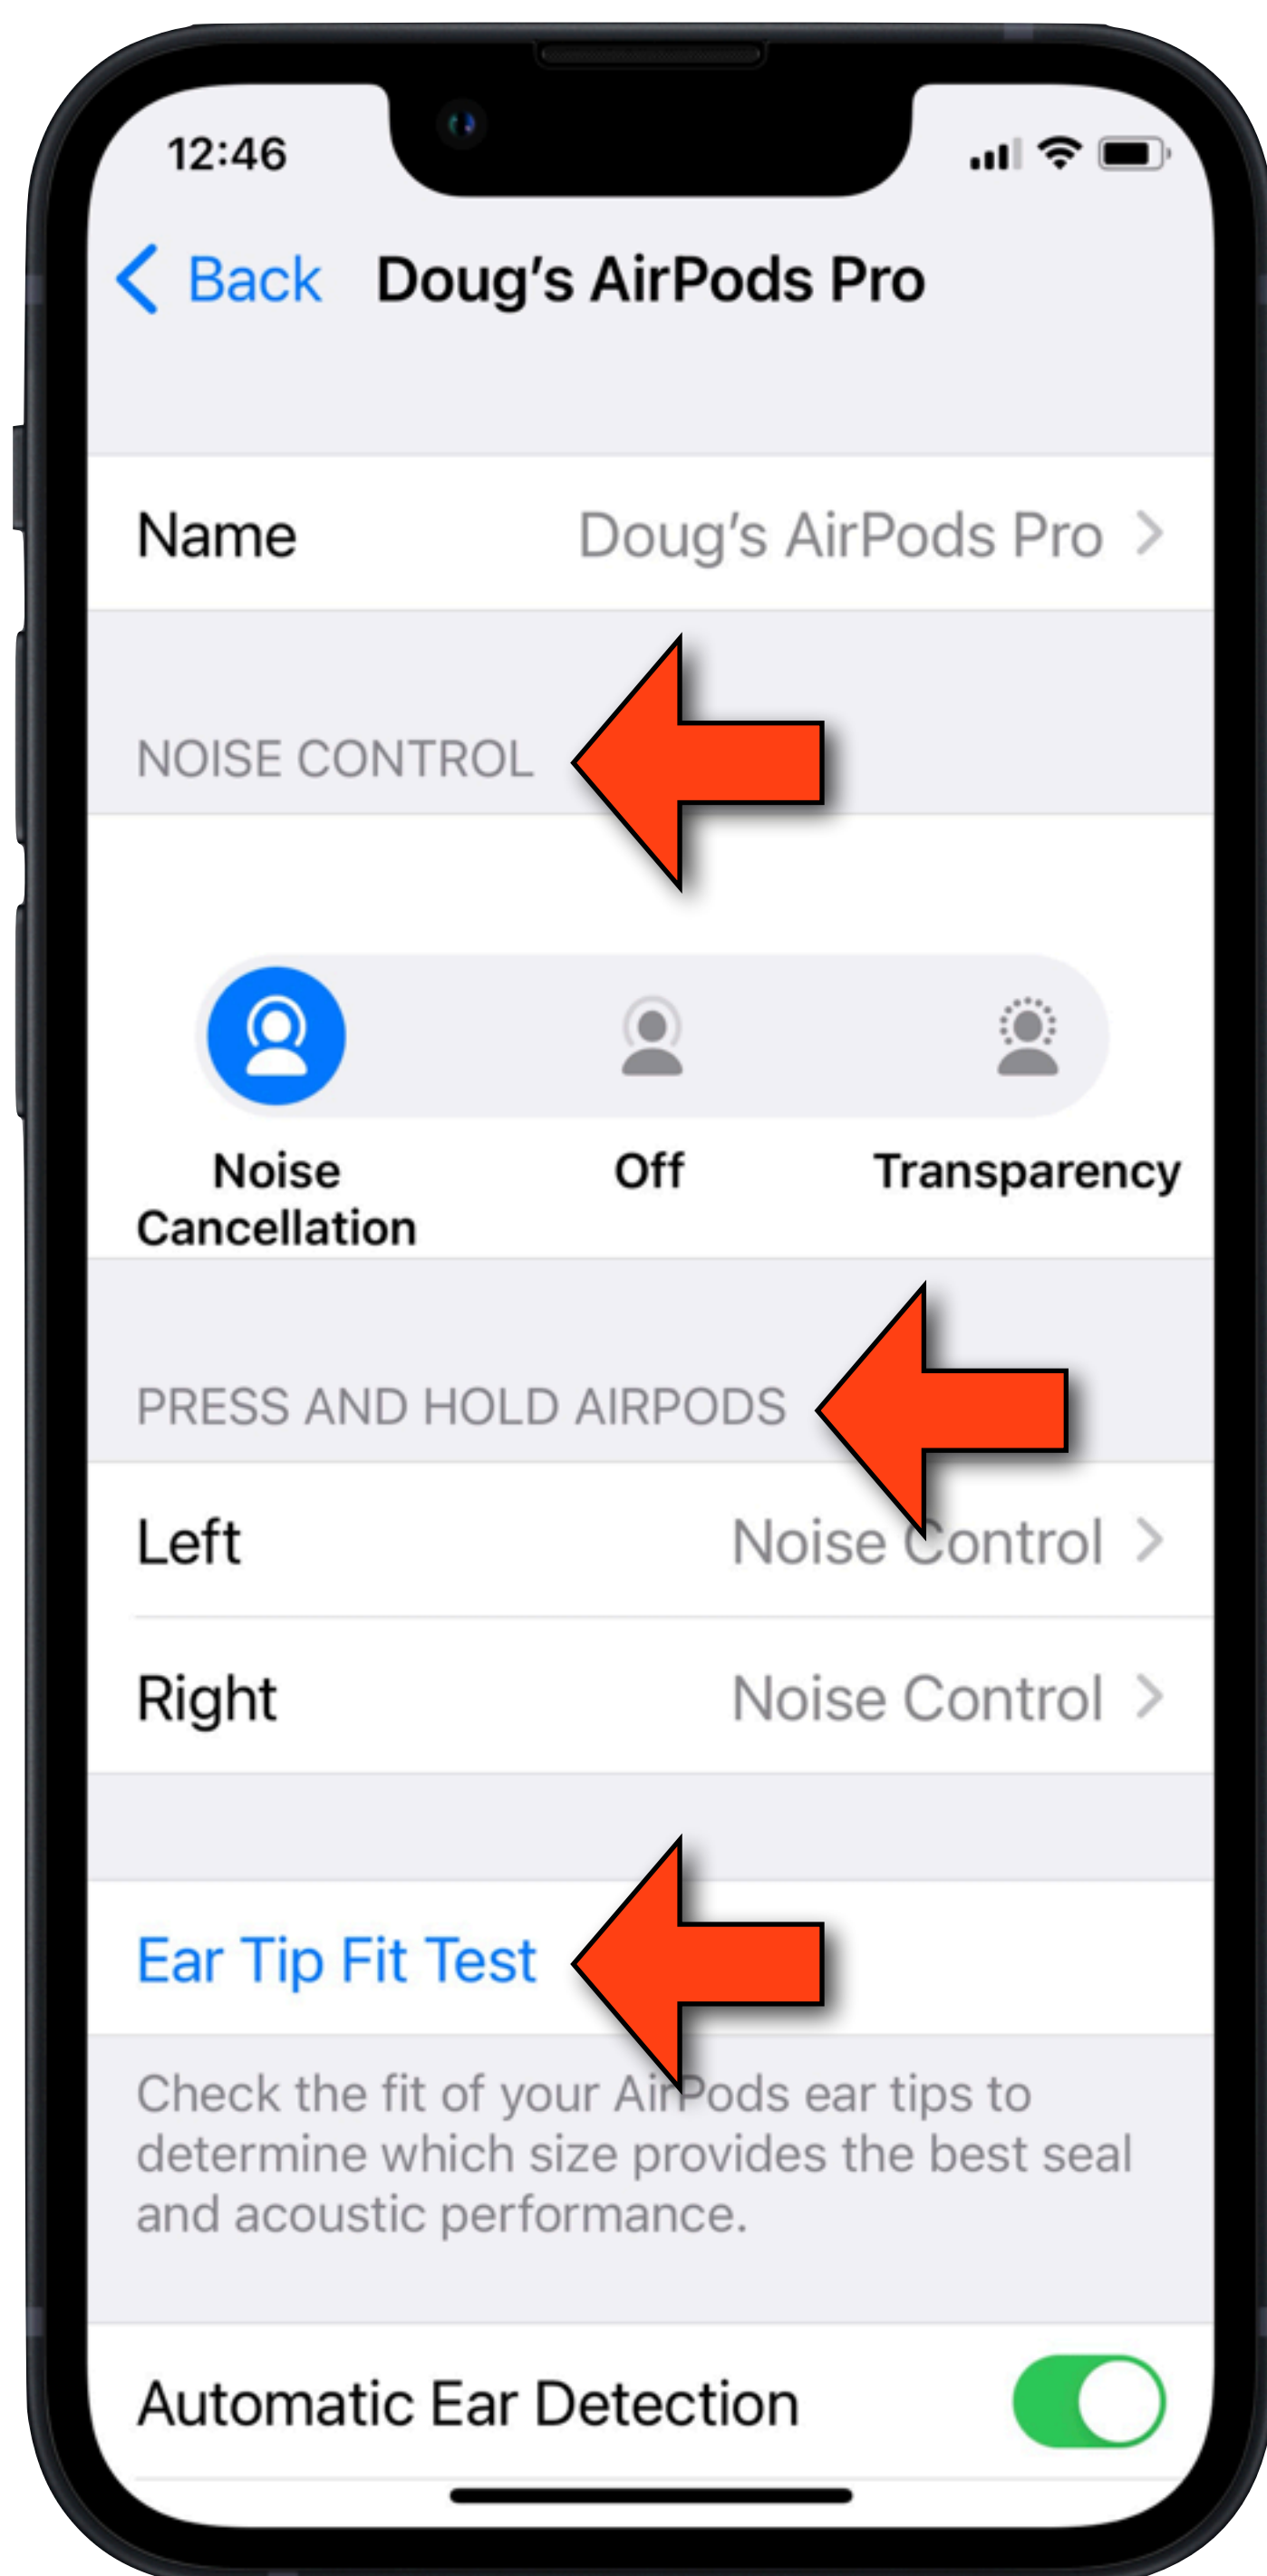 12:46
Back Doug's AirPods Pro
Name Doug's AirPods Pro
NOISE CONTROL
Noise Cancellation
Off
Transparency
PRESS AND HOLD AIRPODS
Left Noise Control
Right Noise Control
Ear Tip Fit Test
Check the fit of your AirPods ear tips to
determine which size provides the best seal
and acoustic performance.
Automatic Ear Detection